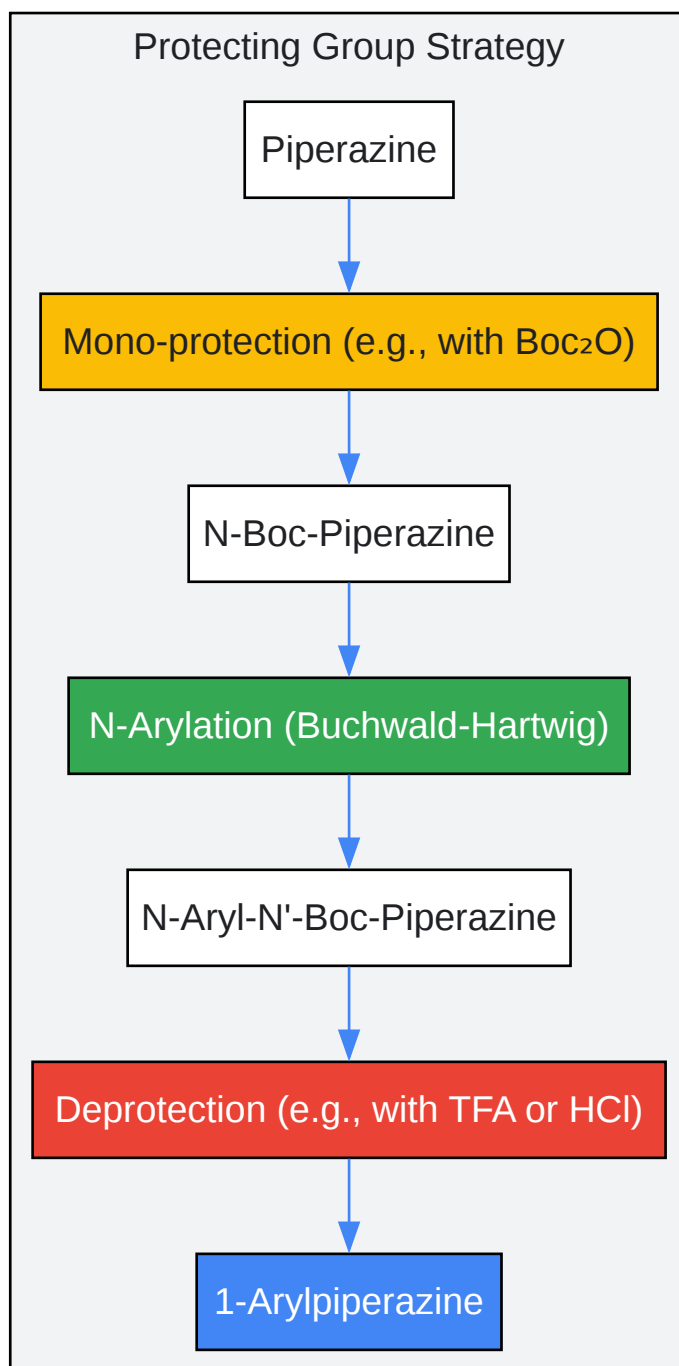 Protecting Group Strategy
Piperazine
Mono-protection (e.g., with Boc₂O)
N-Boc-Piperazine
N-Arylation (Buchwald-Hartwig)
N-Aryl-N'-Boc-Piperazine
Deprotection (e.g., with TFA or HCl)
1-Arylpiperazine